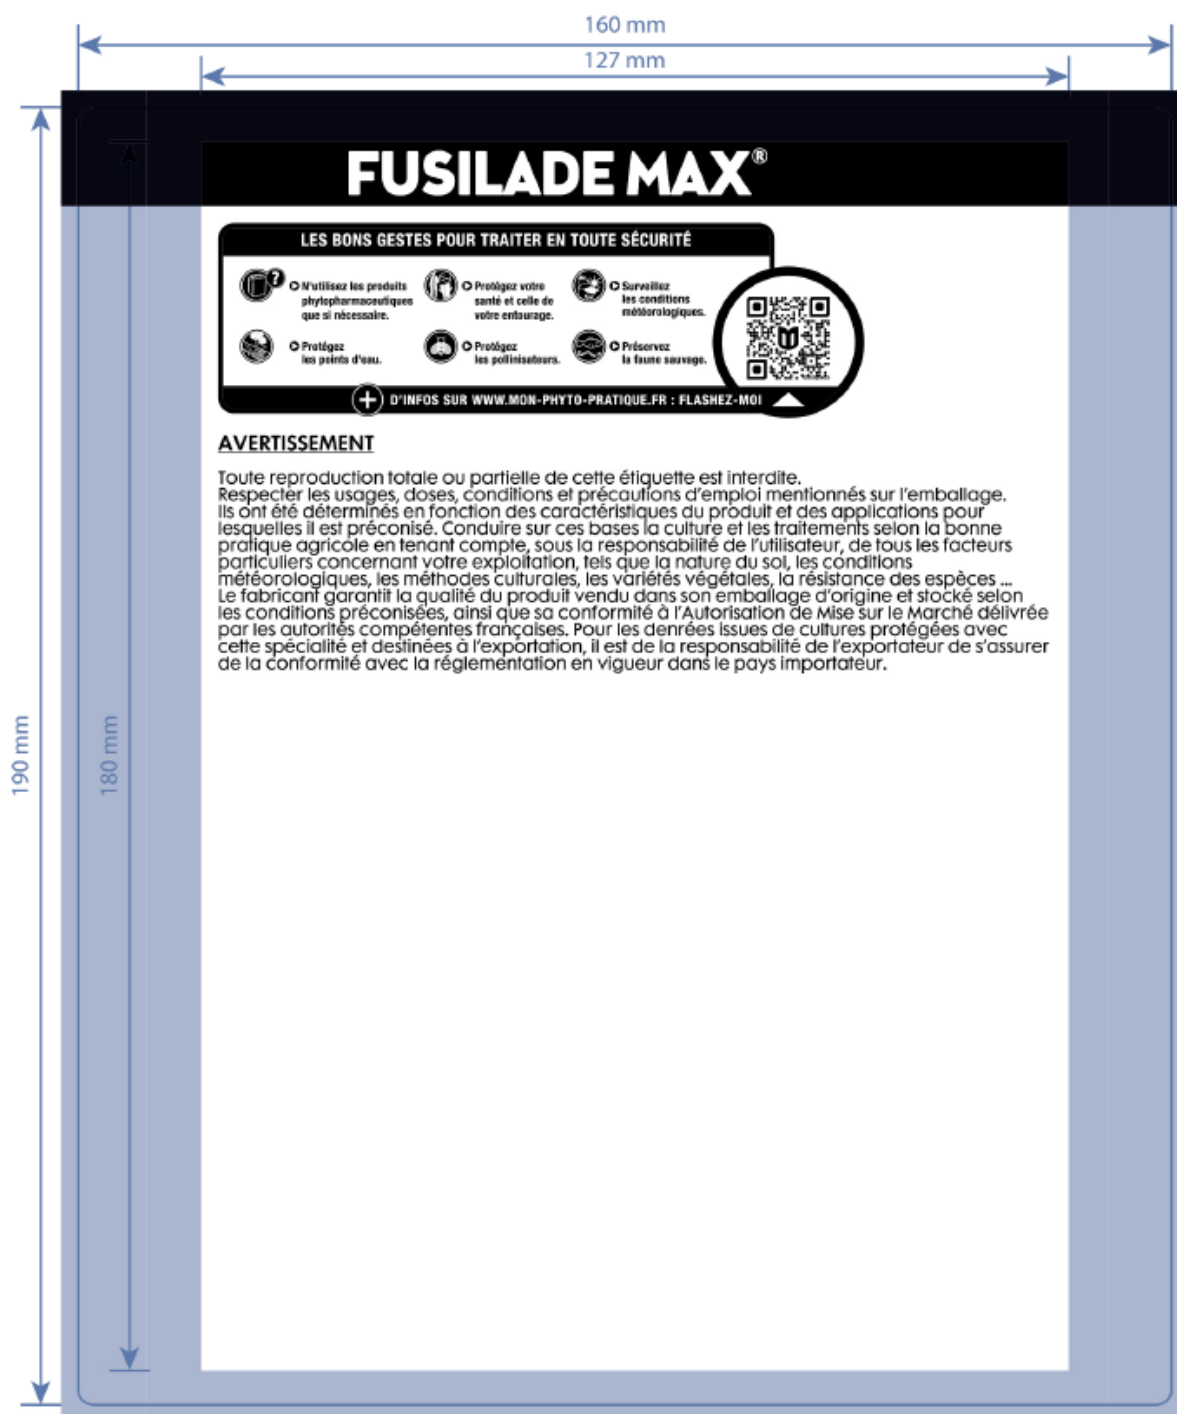 160 mm
127 mm
FUSILADE MAX®
LES BONS GESTES POUR TRAITER EN TOUTE SÉCURITÉ
N'utilisez les produits
phytopharmaceutiques
que si nécessaire.
Protégez votre
santé et celle de
votre entourage.
Surveillez
les conditions
météorologiques.
Protégez
les points d'eau.
Protégez
les pollinisateurs.
Préservez
la faune sauvage.
+ D'INFOS SUR WWW.MON-PHYTO-PRATIQUE.FR : FLASHEZ-MOI
AVERTISSEMENT
Toute reproduction totale ou partielle de cette étiquette est interdite.
Respecter les usages, doses, conditions et précautions d'emploi mentionnés sur l'emballage.
Ils ont été déterminés en fonction des caractéristiques du produit et des applications pour
lesquelles il est préconisé. Conduire sur ces bases la culture et les traitements selon la bonne
pratique agricole en tenant compte, sous la responsabilité de l'utilisateur, de tous les facteurs
particuliers concernant votre exploitation, tels que la nature du sol, les conditions
météorologiques, les méthodes culturales, les variétés végétales, la résistance des espèces ...
Le fabricant garantit la qualité du produit vendu dans son emballage d'origine et stocké selon
les conditions préconisées, ainsi que sa conformité à l'Autorisation de Mise sur le Marché délivrée
par les autorités compétentes françaises. Pour les denrées issues de cultures protégées avec
cette spécialité et destinées à l'exportation, il est de la responsabilité de l'exportateur de s'assurer
de la conformité avec la réglementation en vigueur dans le pays importateur.
190 mm
180 mm